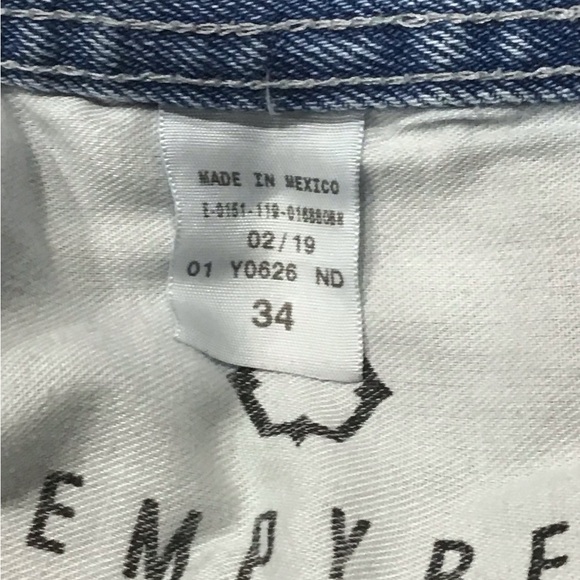 MADE IN MEXICO
02/19
01 Y0626 ND
34
EMPYRE